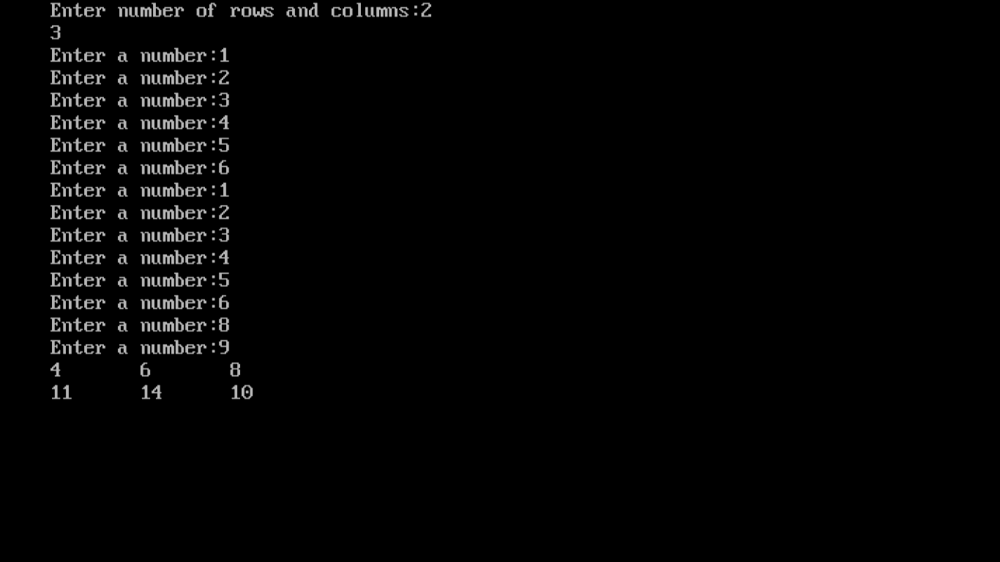 Enter number of rows and columns:2
3
Enter a number:1
Enter a number:2
Enter a number:3
Enter a number:4
Enter a number:5
Enter a number:6
Enter a number:1
Enter a number:2
Enter a number:3
Enter a number:4
Enter a number:5
Enter a number:6
Enter a number:8
Enter a number:9
4 6 8
11 14 10